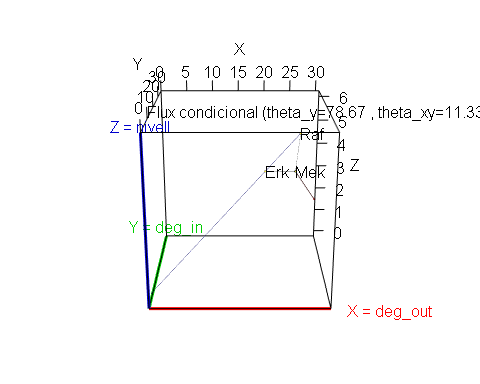 X
0 5 10 15 20 25 30
Y
30
20
10
0
6
Flux condicional (theta_y=78.67 , theta_xy=11.33
5
Z = nivell
Raf
4
3
Z
Erk Mek
2
1
Y = deg_in
0
X = deg_out